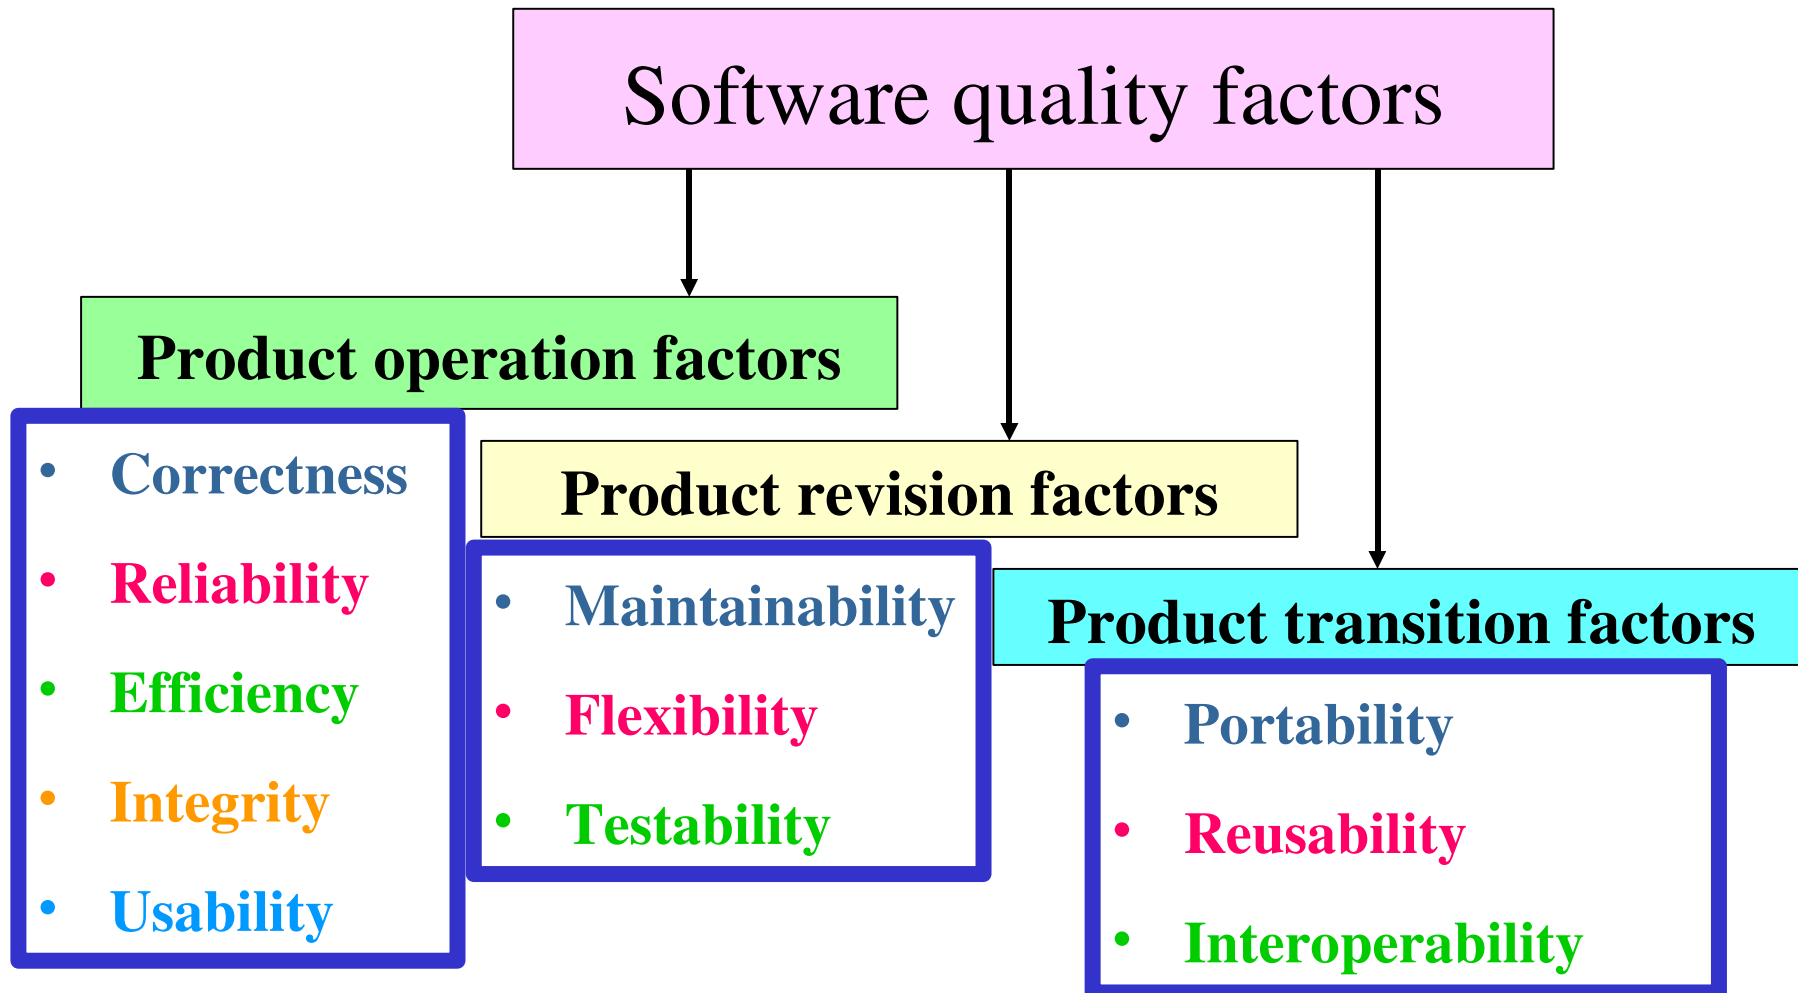 Software quality factors
Product operation factors
• Correctness
• Reliability
• Efficiency
• Integrity
• Usability
Product revision factors
• Maintainability
• Flexibility
• Testability
Product transition factors
• Portability
• Reusability
• Interoperability